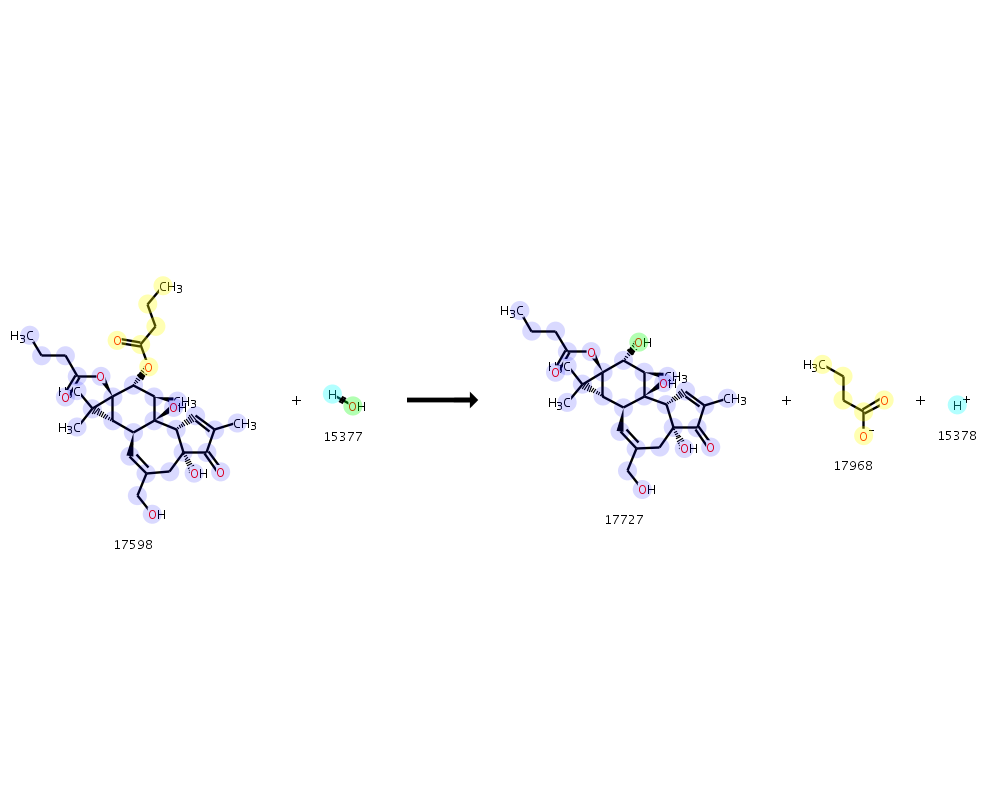 CH3
H3C
O
O
O
O
H3C
H3C
CH3
OH
CH3
O
OH
OH
17598
+
H
OH
15377
H3C
OH
O
O
H3C
H3C
CH3
OH
CH3
O
OH
OH
17727
+
H3C
O
O-
17968
+
H+
15378